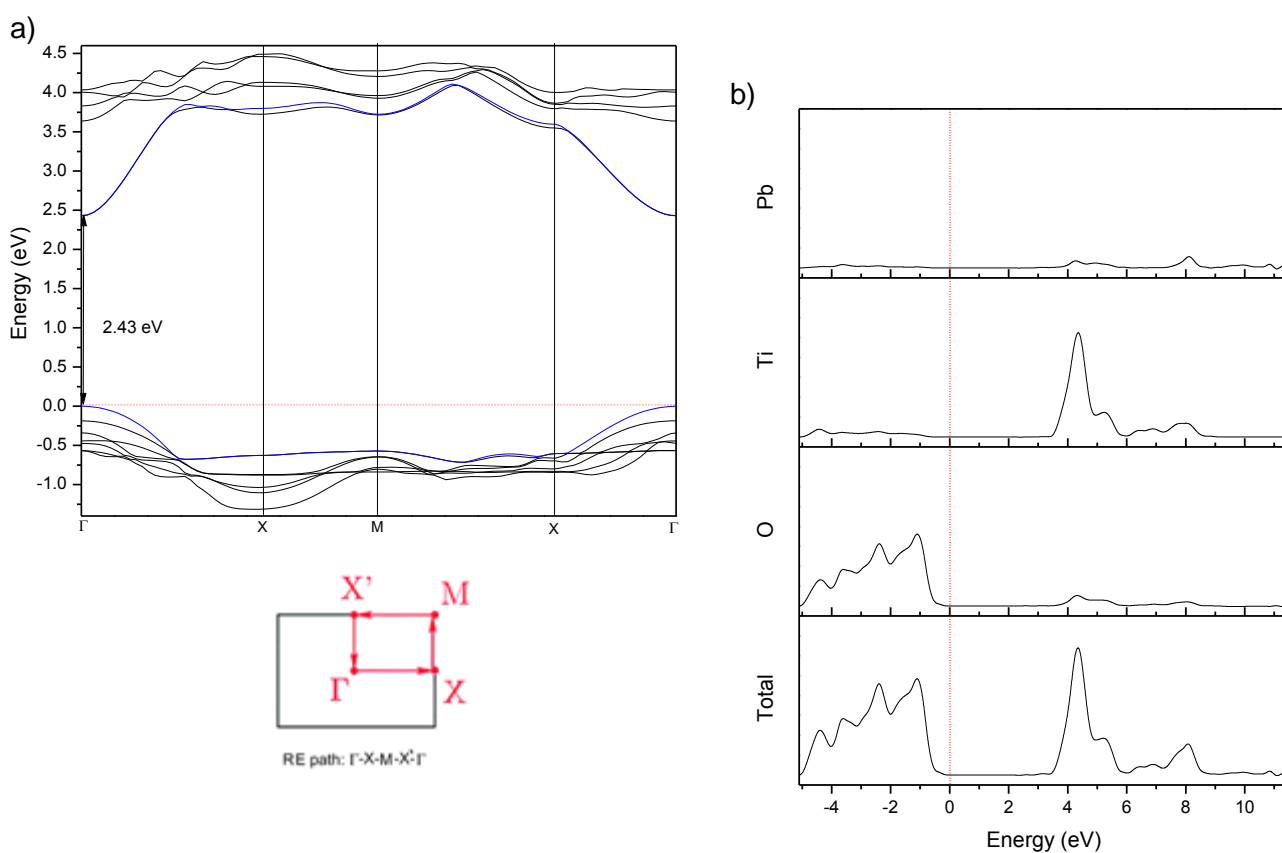 a)
4.5
4.0
3.5
3.0
2.5
2.0
1.5
1.0
0.5
0.0
-0.5
-1.0
Energy (eV)
2.43 eV
Γ X M X Γ
X' M
Γ X
RE path: Γ-X-M-X'-Γ
b)
Pb
Ti
O
Total
-4 -2 0 2 4 6 8 10
Energy (eV)